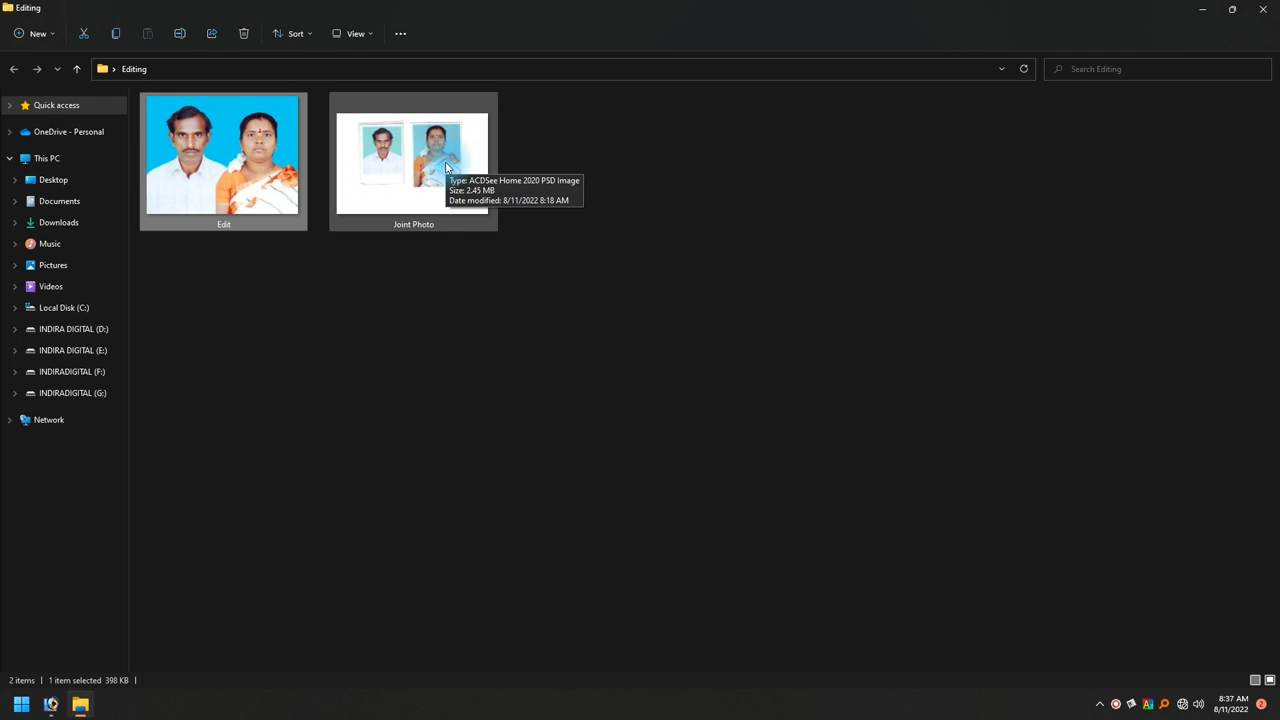 Editing
New
Sort
View
Editing
Search Editing
Quick access
OneDrive - Personal
This PC
Desktop
Documents
Downloads
Music
Pictures
Videos
Local Disk (C:)
INDIRA DIGITAL (D:)
INDIRA DIGITAL (E:)
INDIRADIGITAL (F:)
INDIRADIGITAL (G:)
Network
Edit
Joint Photo
Type: ACDSee Home 2020 PSD Image
Size: 2.45 MB
Date modified: 8/11/2022 8:18 AM
2 items
1 item selected 398 KB
8:37 AM
8/11/2022
2